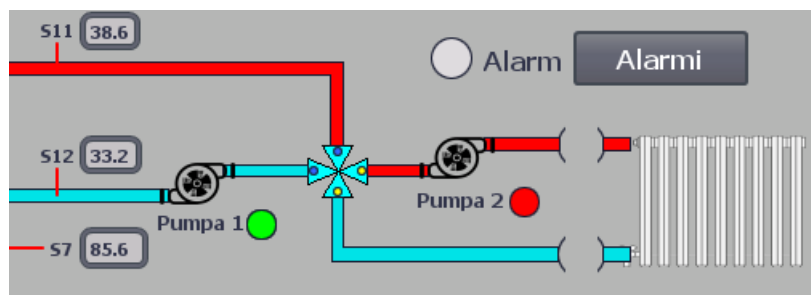 S11 38.6
Alarm Alarmi
S12 33.2
Pumpa 1
Pumpa 2
S7 85.6